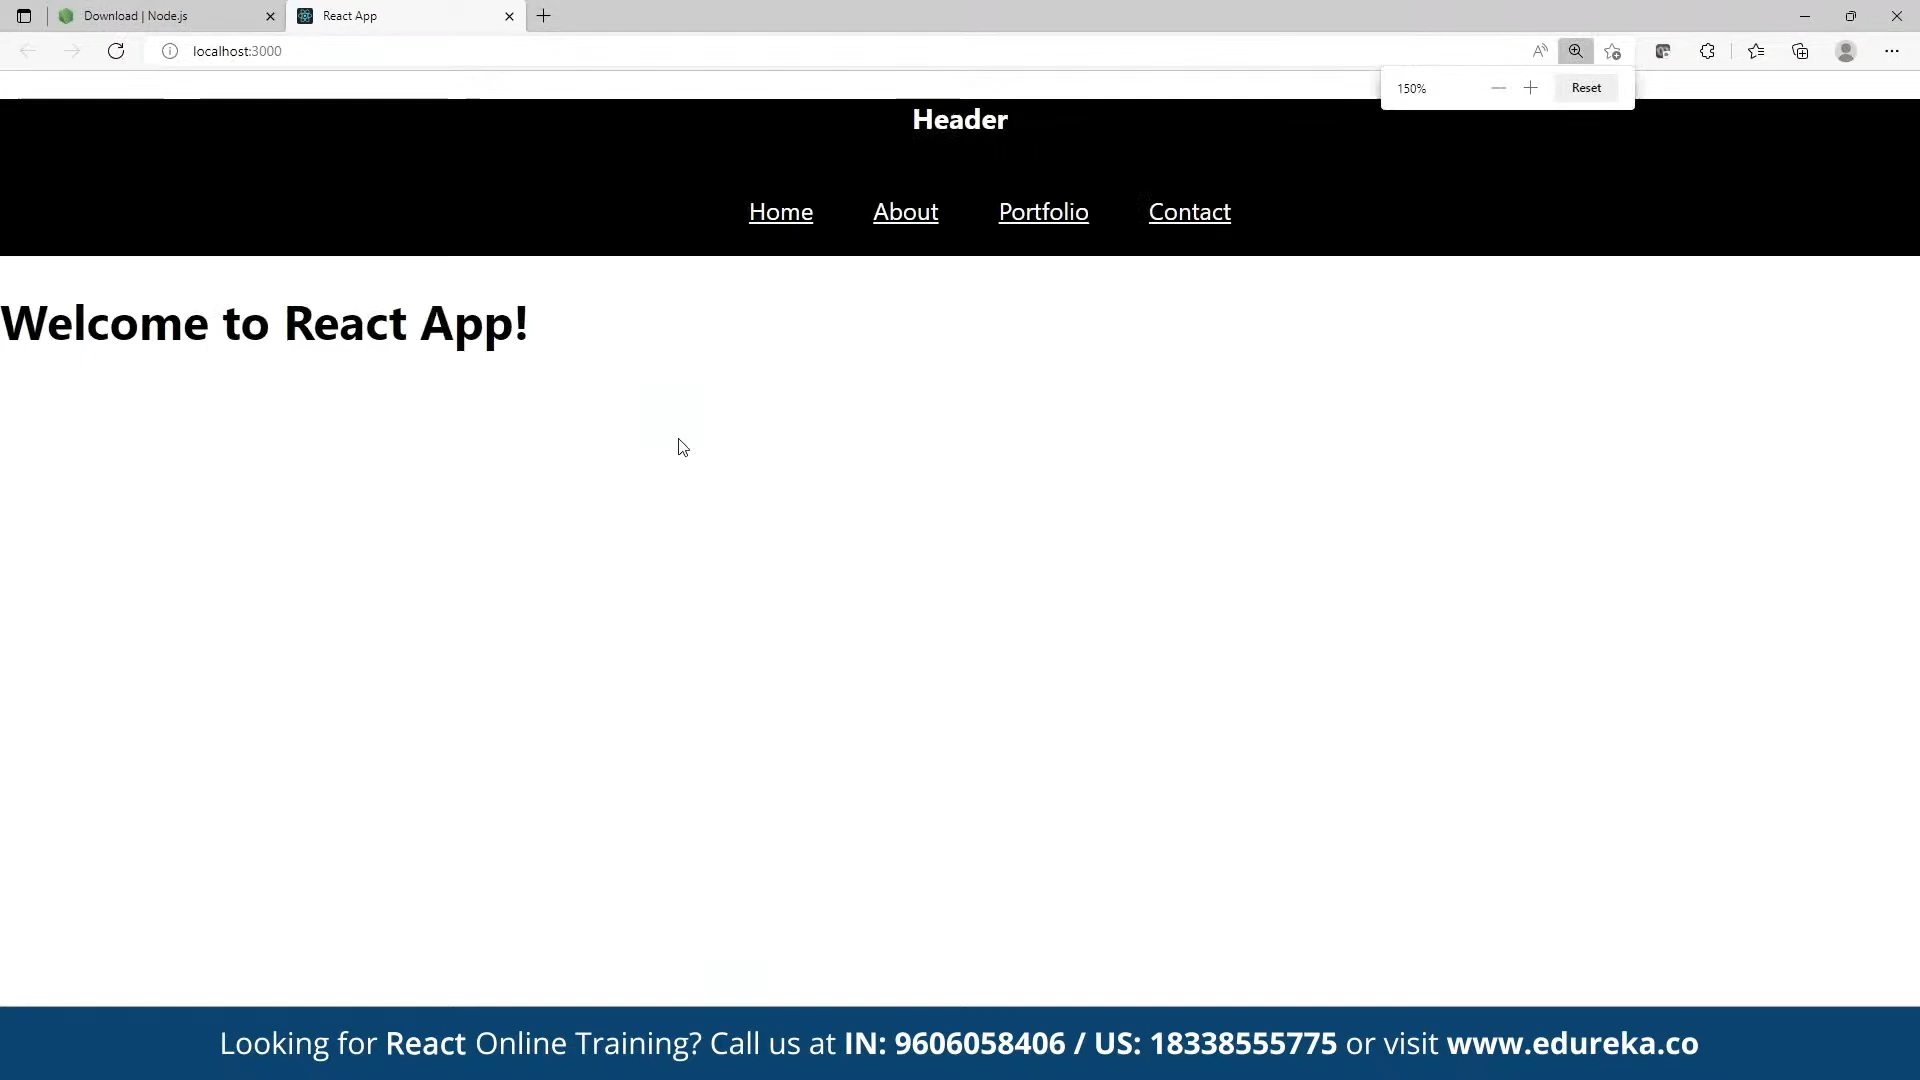 Download | Node.js
React App
localhost:3000
150%
Reset
Header
Home About Portfolio Contact
Welcome to React App!
Looking for React Online Training? Call us at IN: 9606058406 / US: 18338555775 or visit www.edureka.co